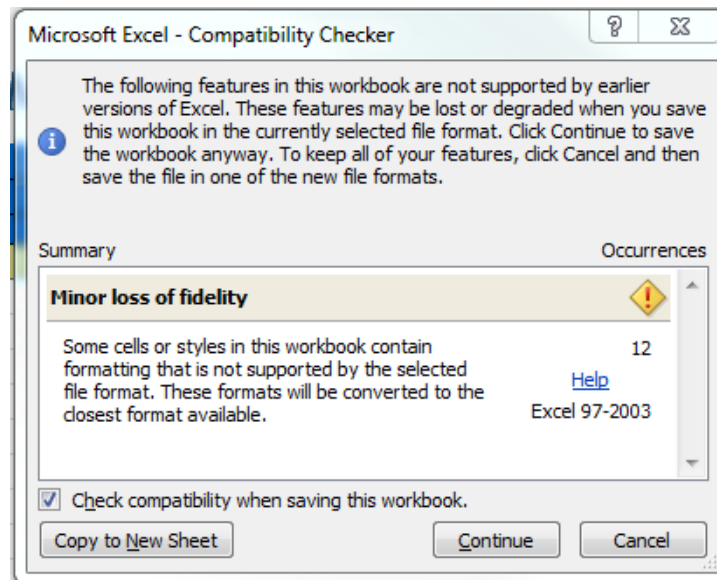 Microsoft Excel - Compatibility Checker
?
The following features in this workbook are not supported by earlier
versions of Excel. These features may be lost or degraded when you save
this workbook in the currently selected file format. Click Continue to save
the workbook anyway. To keep all of your features, click Cancel and then
save the file in one of the new file formats.
Summary Occurrences
Minor loss of fidelity
Some cells or styles in this workbook contain 12
formatting that is not supported by the selected
file format. These formats will be converted to the Help
closest format available. Excel 97-2003
Check compatibility when saving this workbook.
Copy to New Sheet Continue Cancel